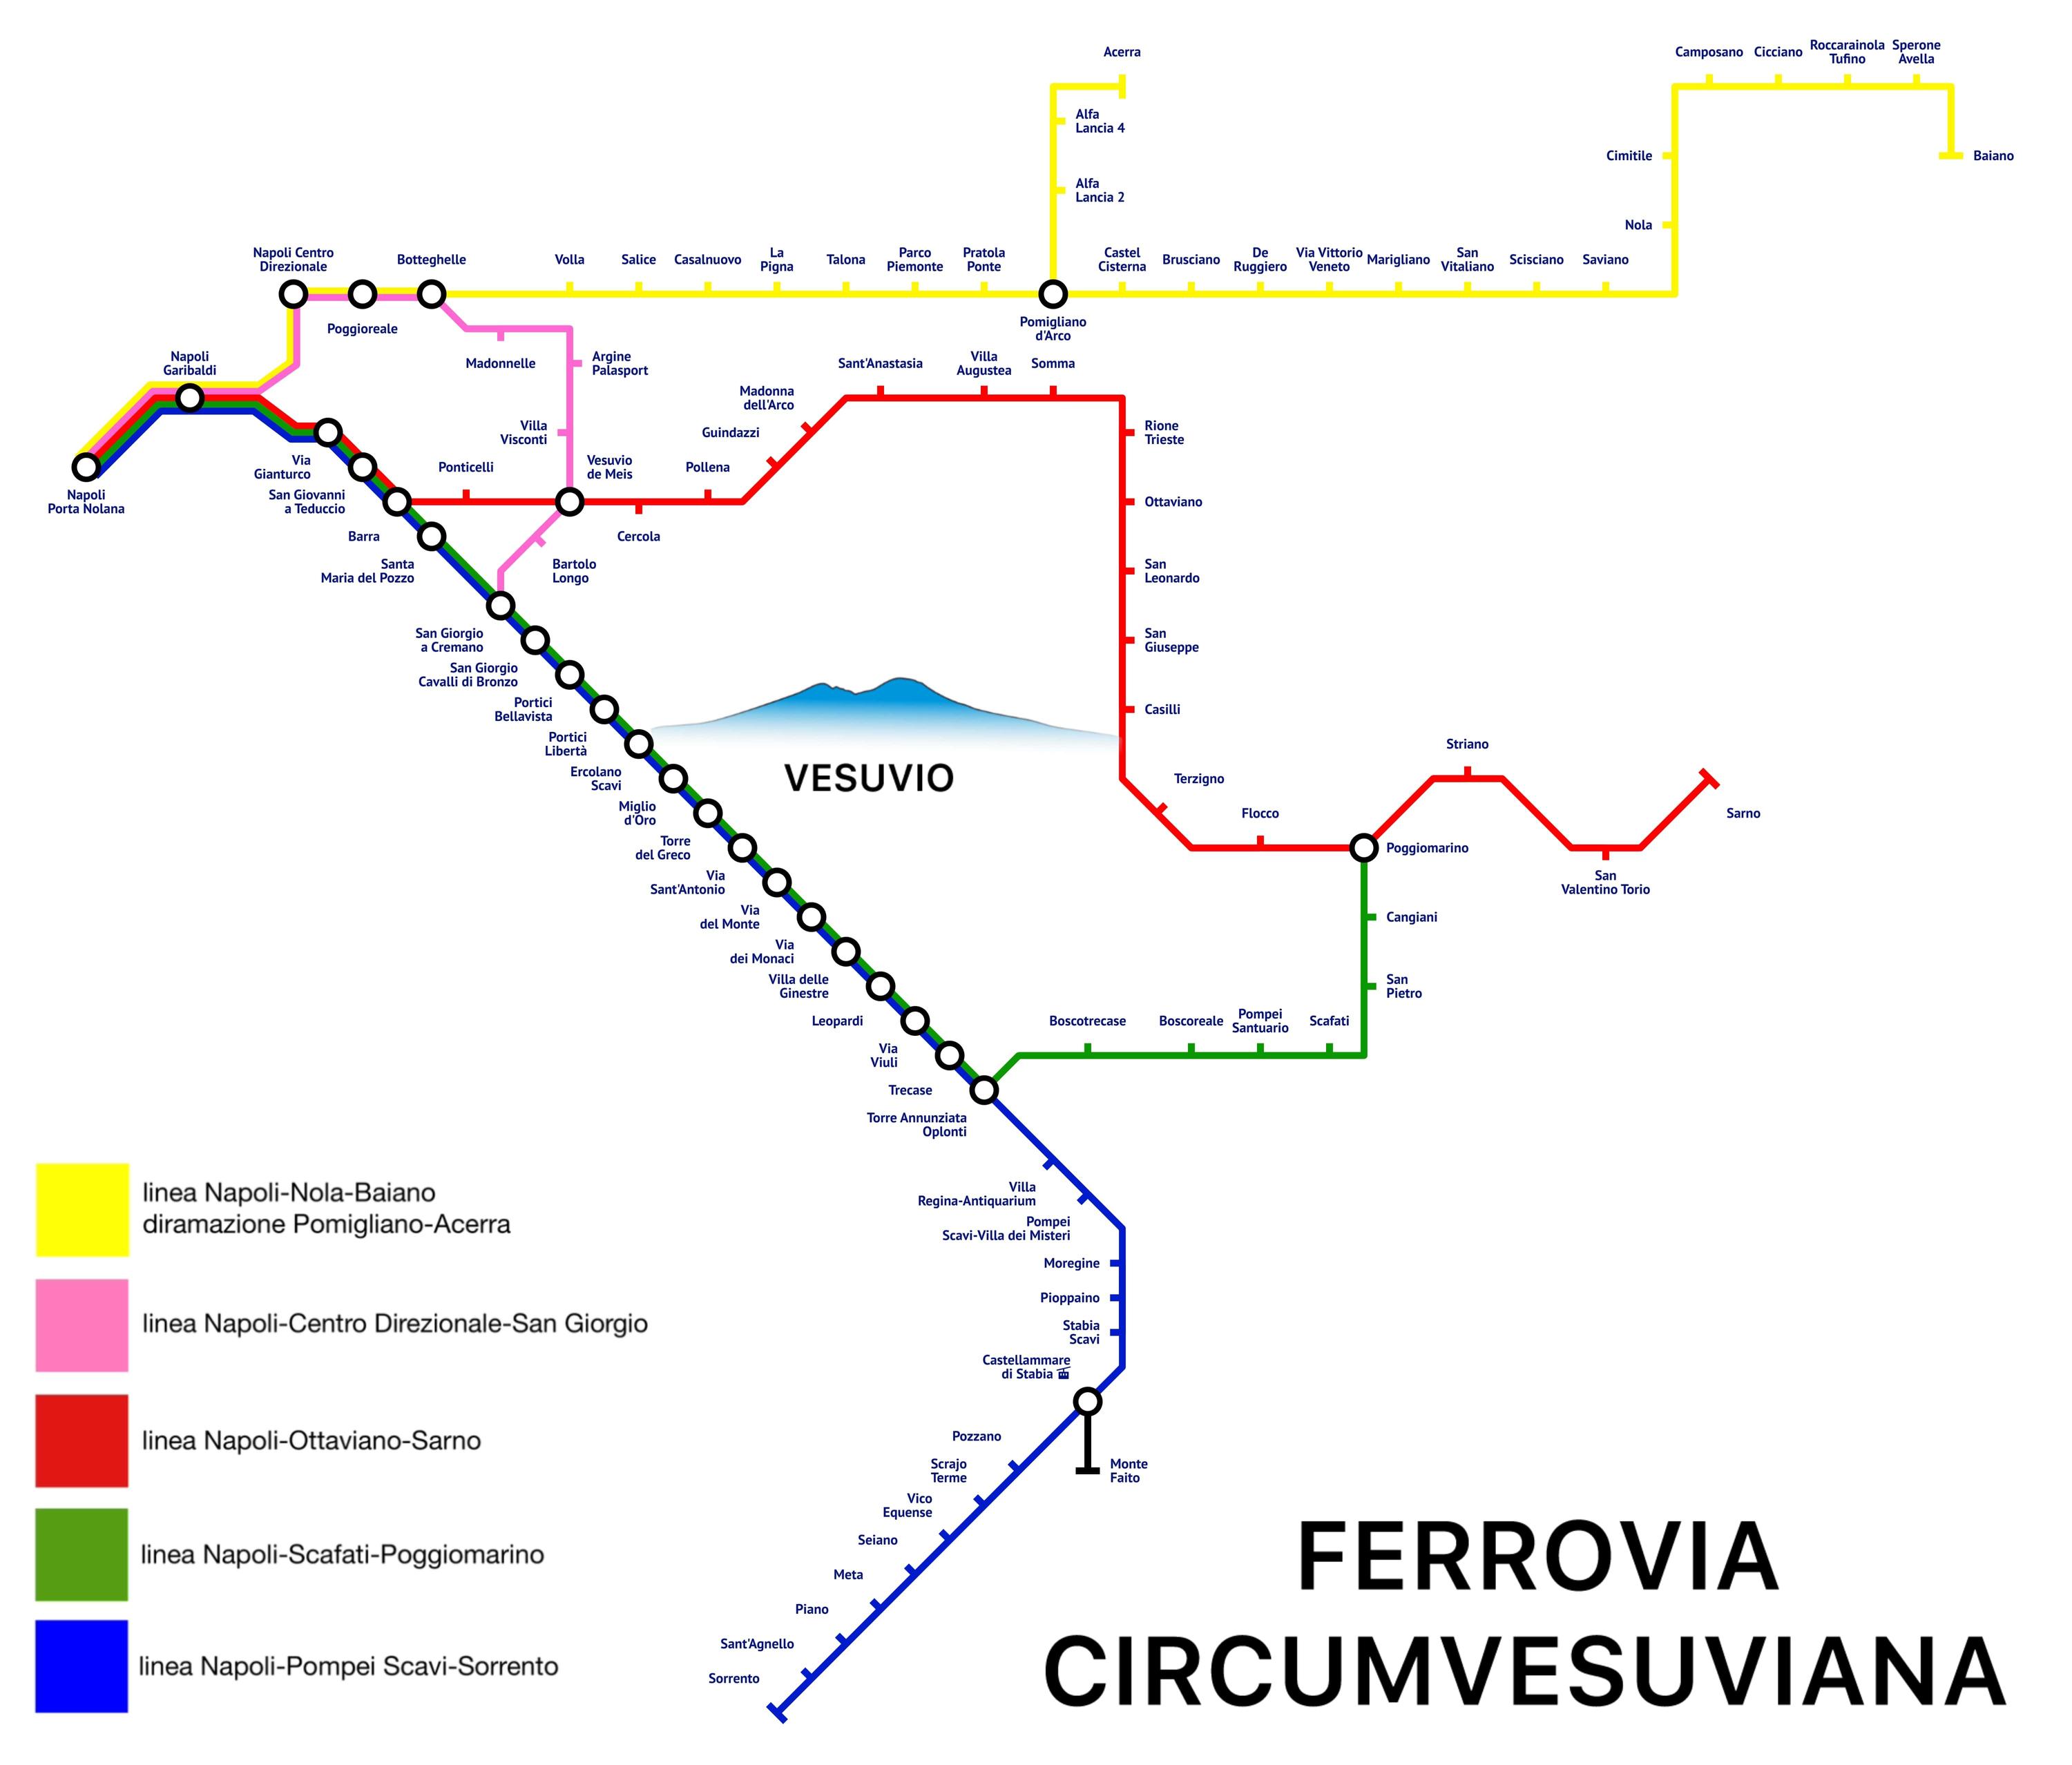 Acerra
Camposano
Cicciano
Roccarainola
Tufino
Sperone
Avella
Alfa
Lancia 4
Cimitile
Baiano
Alfa
Lancia 2
Nola
Napoli Centro
Direzionale
Botteghelle
Volla
Salice
Casalnuovo
La
Pigna
Talona
Parco
Piemonte
Pratola
Ponte
Castel
Cisterna
Brusciano
De
Ruggiero
Via Vittorio
Veneto
Marigliano
San
Vitaliano
Scisciano
Saviano
Poggioreale
Pomigliano
d'Arco
Napoli
Garibaldi
Madonnelle
Argine
Palasport
Sant'Anastasia
Villa
Augustea
Somma
Madonna
dell'Arco
Guindazzi
Villa
Visconti
Rione
Trieste
Napoli
Porta Nolana
Via
Gianturco
Ponticelli
Vesuvio
de Meis
Pollena
San Giovanni
a Teduccio
Ottaviano
Barra
Cercola
Santa
Maria del Pozzo
Bartolo
Longo
San
Leonardo
San Giorgio
a Cremano
San
Giuseppe
San Giorgio
Cavalli di Bronzo
Portici
Bellavista
Casilli
Portici
Libertà
Striano
Ercolano
Scavi
VESUVIO
Terzigno
Miglio
d'Oro
Flocco
Sarno
Torre
del Greco
Poggiomarino
Via
Sant'Antonio
San
Valentino Torio
Via
del Monte
Cangiani
Via
dei Monaci
Villa delle
Ginestre
San
Pietro
Leopardi
Boscotrecase
Boscoreale
Pompei
Santuario
Scafati
Via
Viuli
Trecase
Torre Annunziata
Oplonti
Villa
Regina-Antiquarium
Pompei
Scavi-Villa dei Misteri
Moregine
Pioppaino
Stabia
Scavi
Castellammare
di Stabia
Pozzano
Monte
Faito
Scrajo
Terme
Vico
Equense
Seiano
Meta
Piano
Sant'Agnello
Sorrento
linea Napoli-Nola-Baiano
diramazione Pomigliano-Acerra
linea Napoli-Centro Direzionale-San Giorgio
linea Napoli-Ottaviano-Sarno
linea Napoli-Scafati-Poggiomarino
linea Napoli-Pompei Scavi-Sorrento
FERROVIA
CIRCUMVESUVIANA